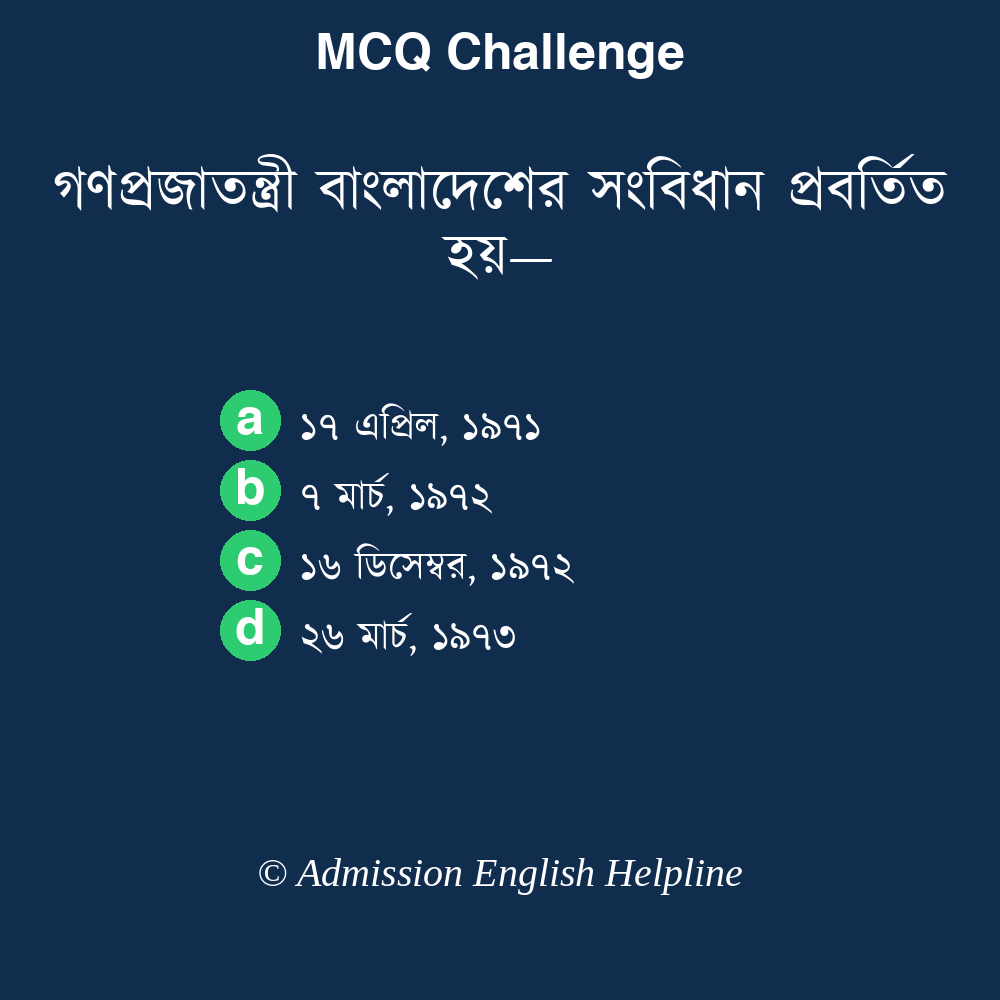 MCQ Challenge
গণপ্রজাতন্ত্রী বাংলাদেশের সংবিধান প্রবর্তিত
হয়—
a ১৭ এপ্রিল, ১৯৭১
b ৭ মার্চ, ১৯৭২
c ১৬ ডিসেম্বর, ১৯৭২
d ২৬ মার্চ, ১৯৭৩
© Admission English Helpline